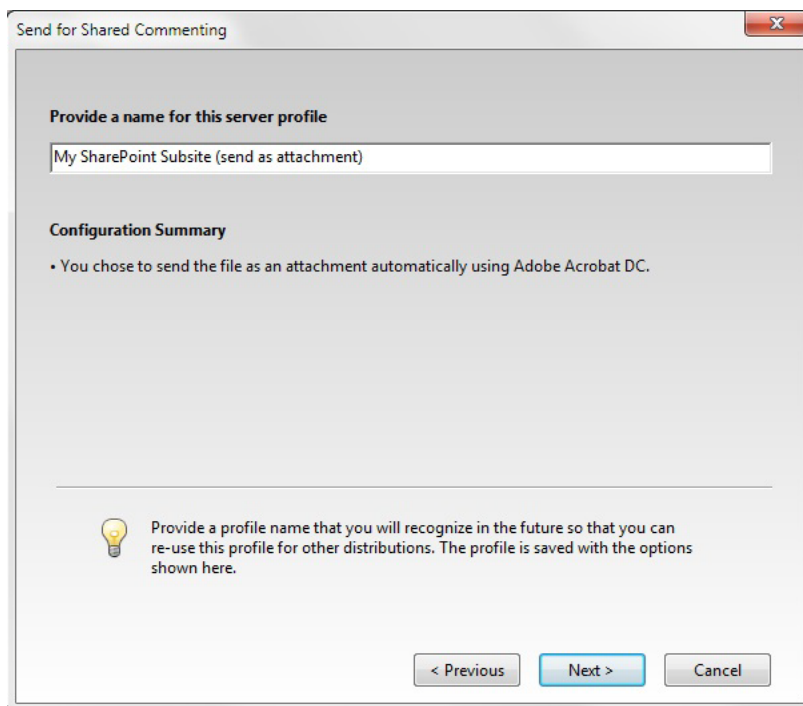 Send for Shared Commenting
Provide a name for this server profile
My SharePoint Subsite (send as attachment)
Configuration Summary
• You chose to send the file as an attachment automatically using Adobe Acrobat DC.
Provide a profile name that you will recognize in the future so that you can
re-use this profile for other distributions. The profile is saved with the options
shown here.
< Previous Next > Cancel